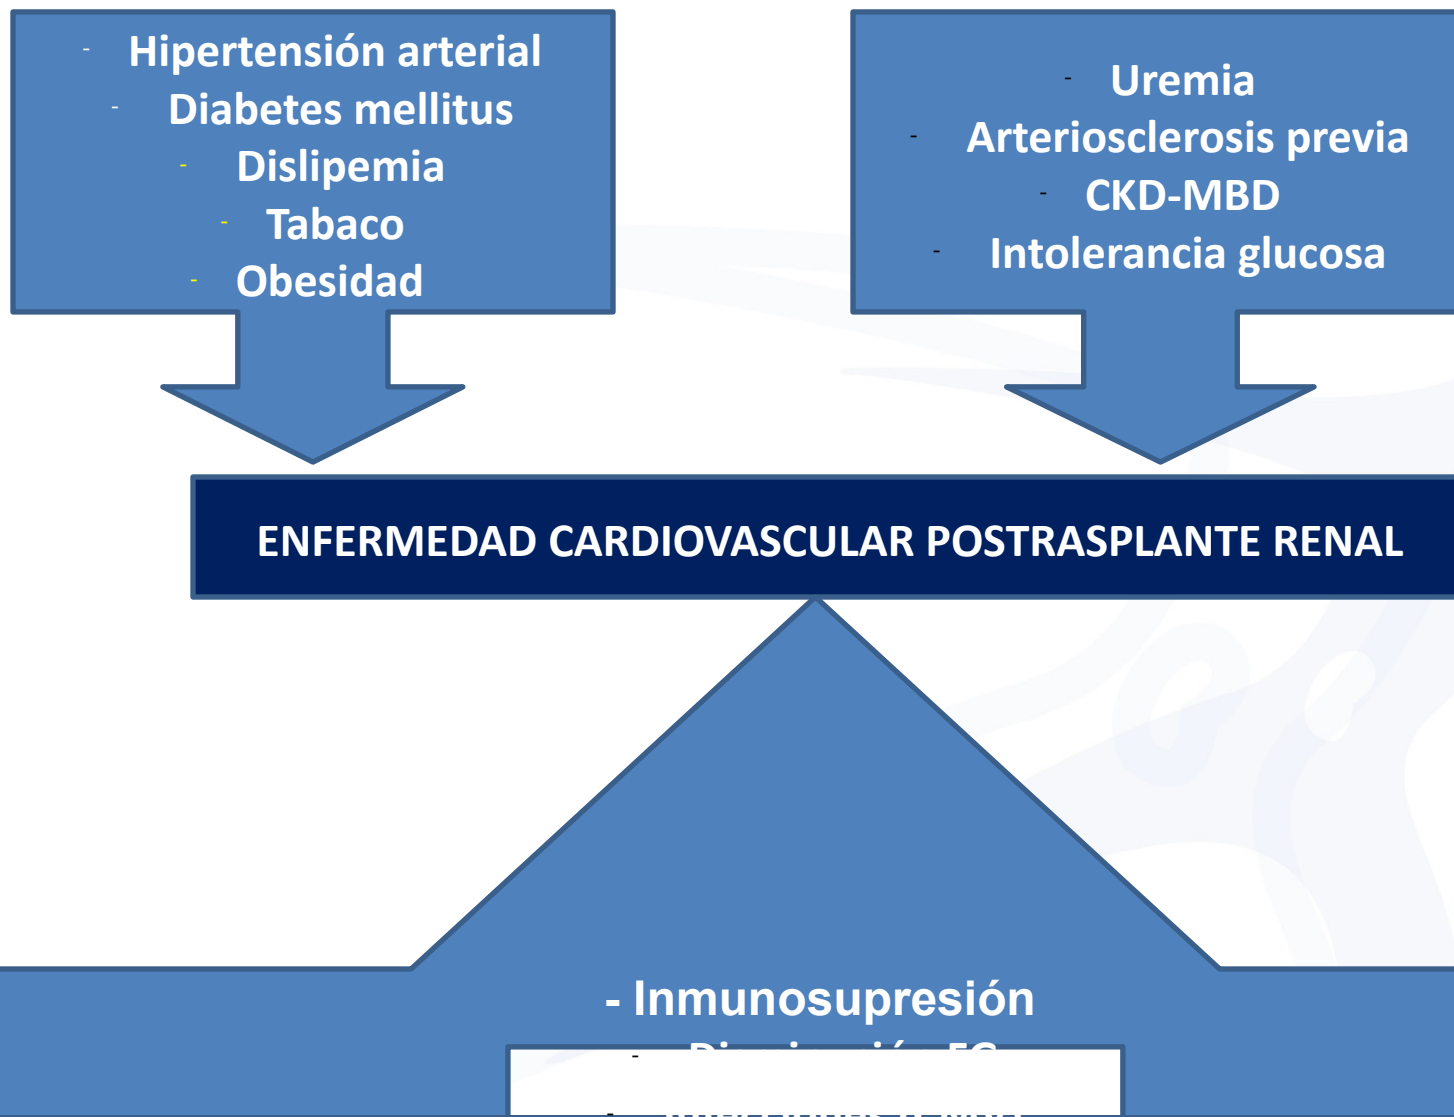 - Hipertensión arterial
- Diabetes mellitus
- Dislipemia
- Tabaco
- Obesidad
- Uremia
- Arteriosclerosis previa
- CKD-MBD
- Intolerancia glucosa
ENFERMEDAD CARDIOVASCULAR POSTRASPLANTE RENAL
- Inmunosupresión